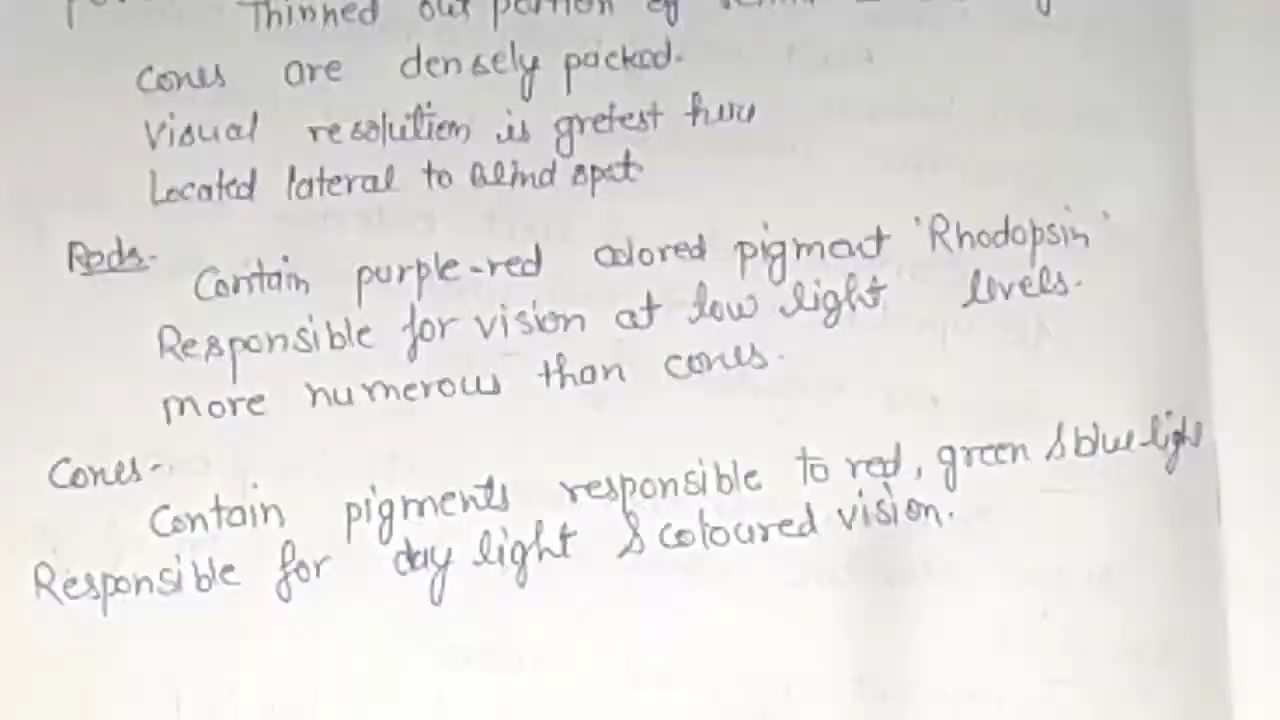 Thinned out portion of
Cones are densely packed.
Visual resolution is gretest here
Located lateral to blind spot
Rods-
Contain purple-red colored pigment 'Rhodopsin'
Responsible for vision at low light levels.
more numerous than cones.
Cones-
Contain pigments responsible to red, green & blue light
Responsible for day light & coloured vision.